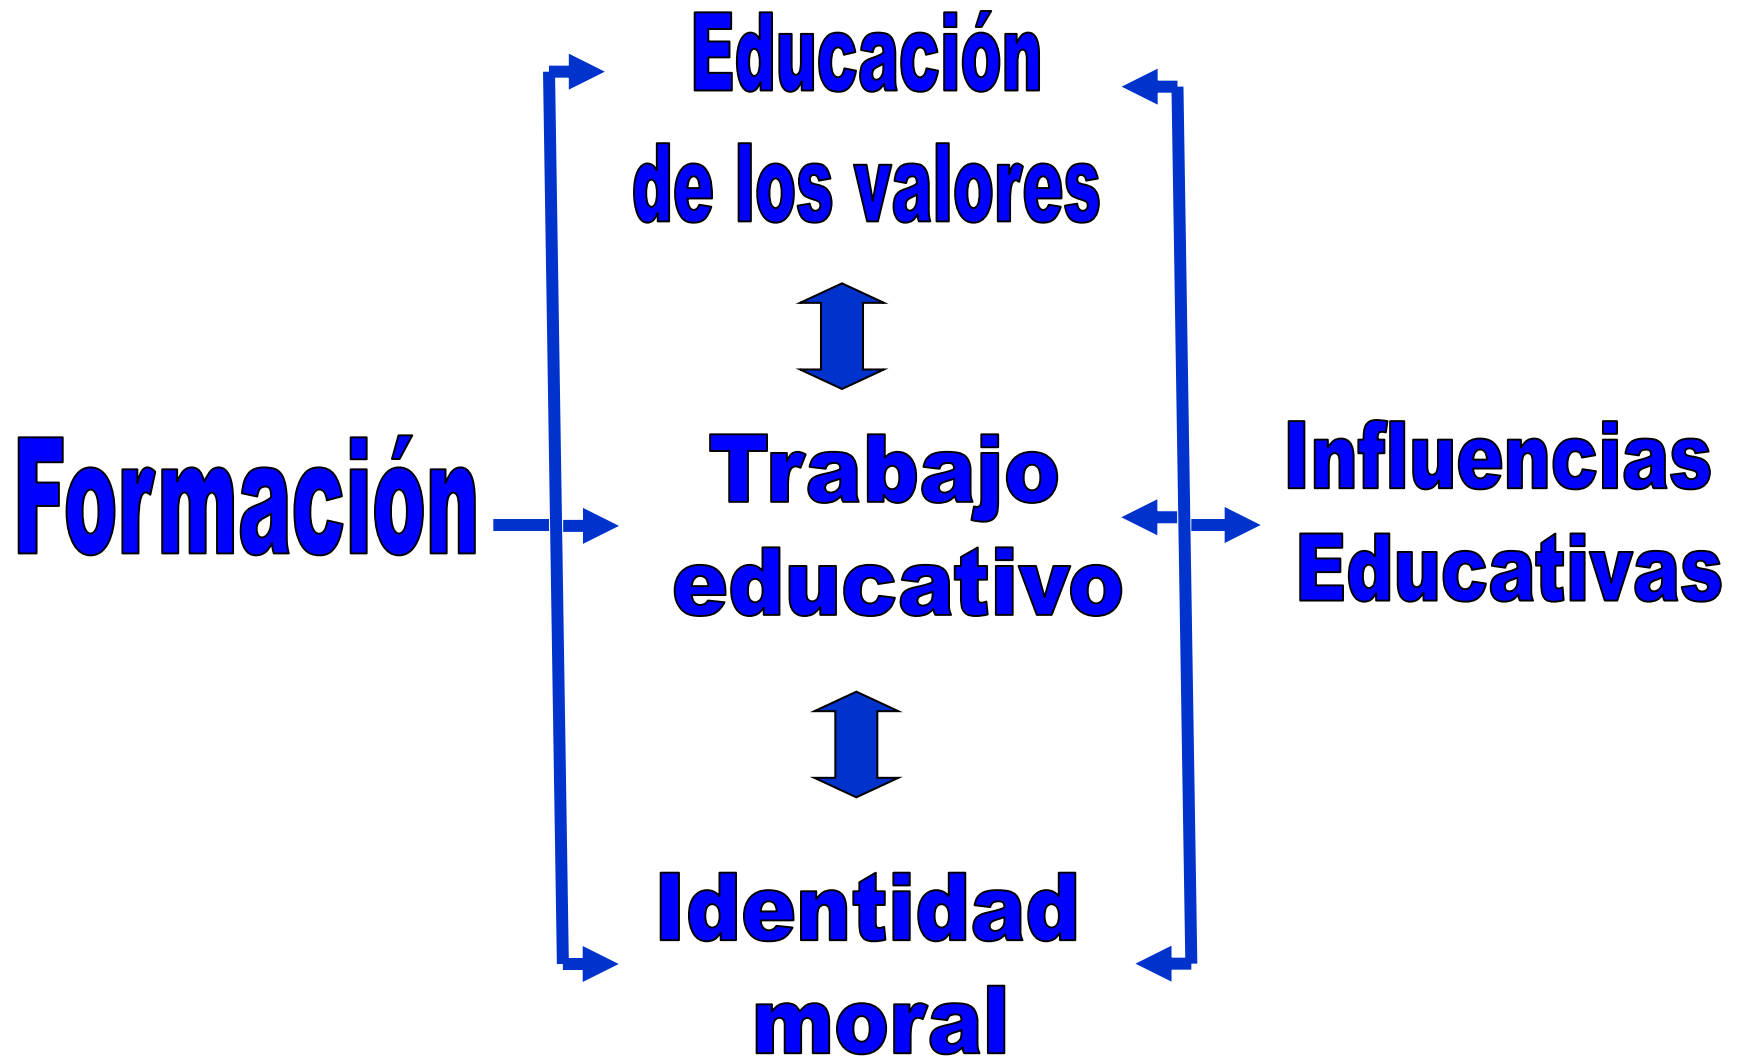 Educación
de los valores
Formación
Trabajo
educativo
Influencias
Educativas
Identidad
moral